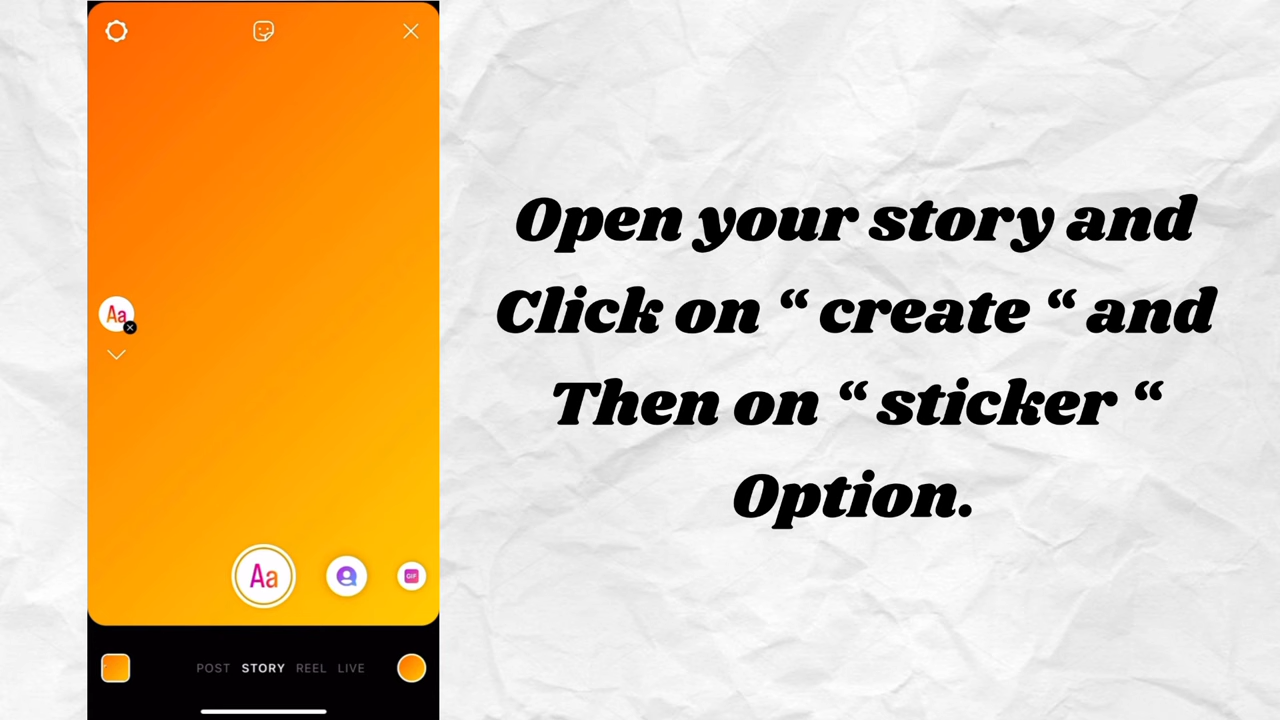 Aa
Aa
GIF
POST STORY REEL LIVE
Open your story and
Click on “ create “ and
Then on “ sticker “
Option.